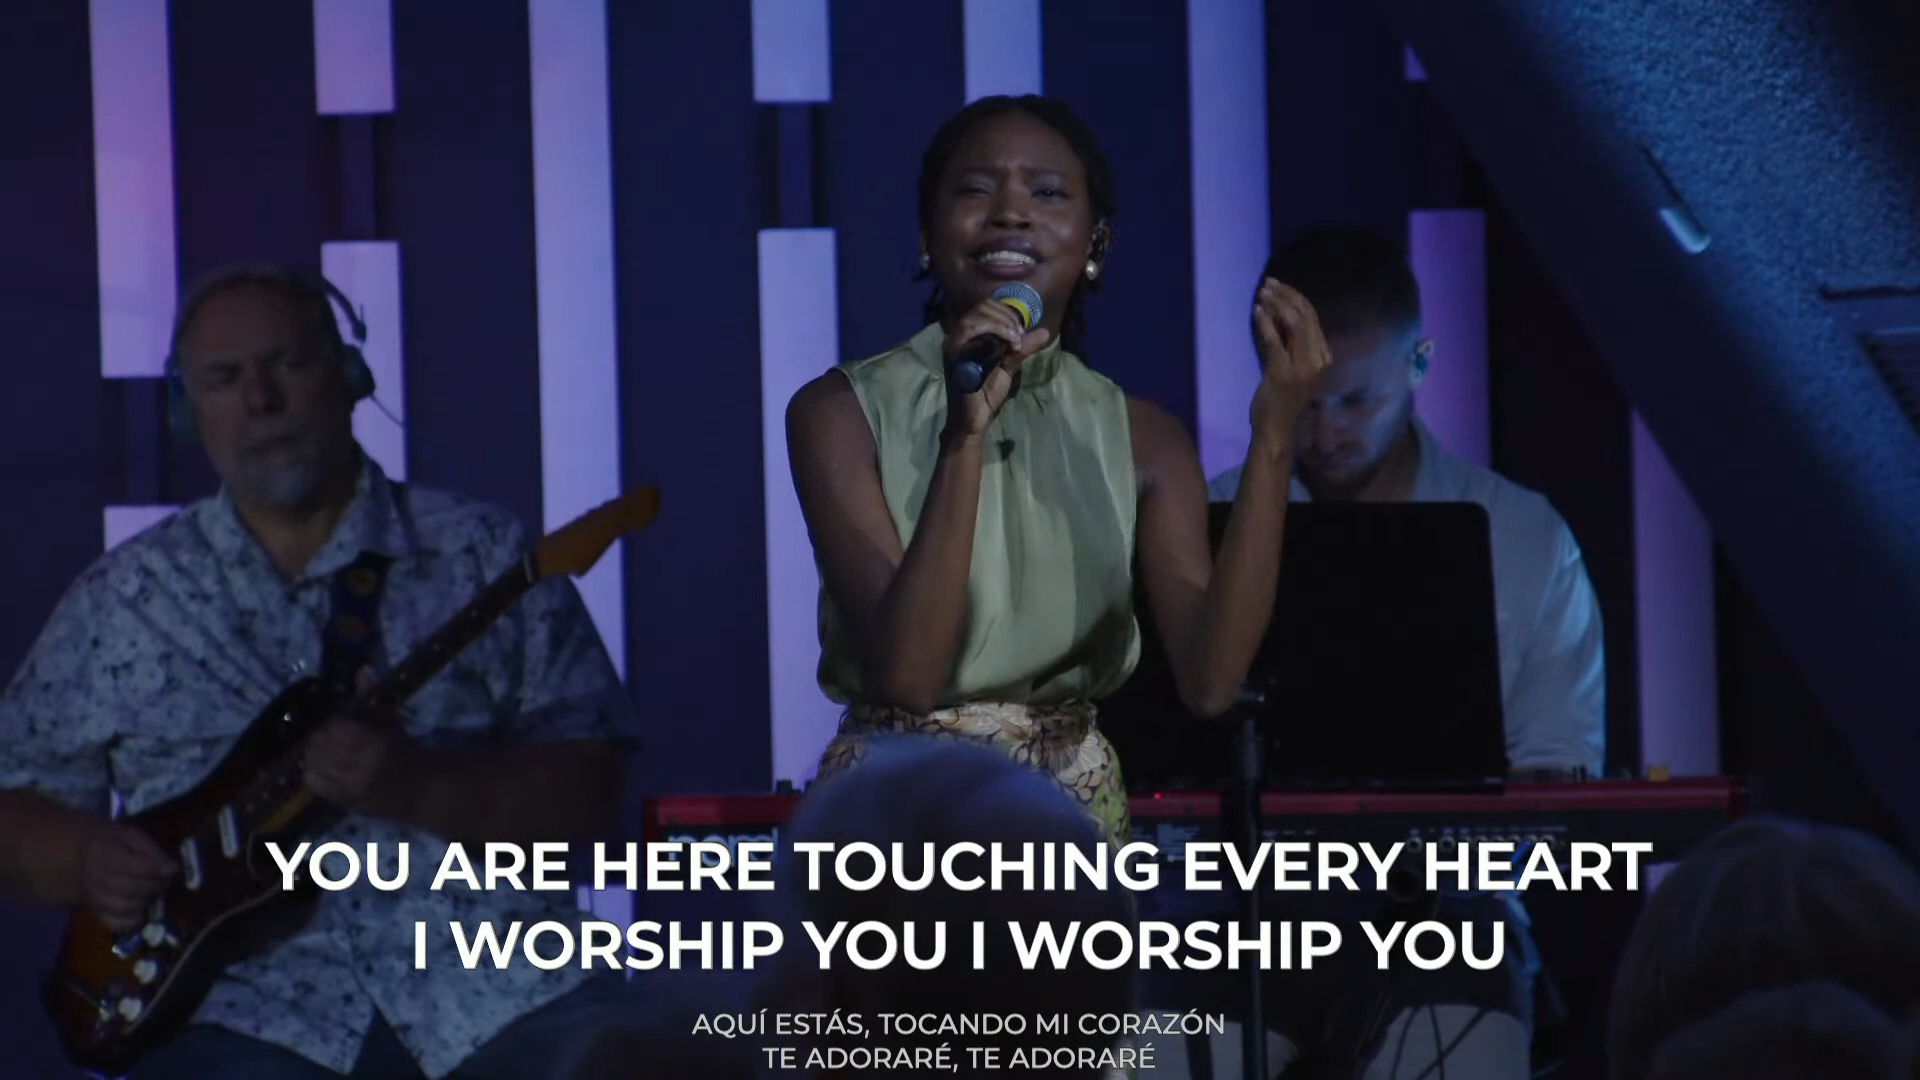 YOU ARE HERE TOUCHING EVERY HEART
I WORSHIP YOU I WORSHIP YOU
AQUÍ ESTÁS, TOCANDO MI CORAZÓN
TE ADORARÉ, TE ADORARÉ